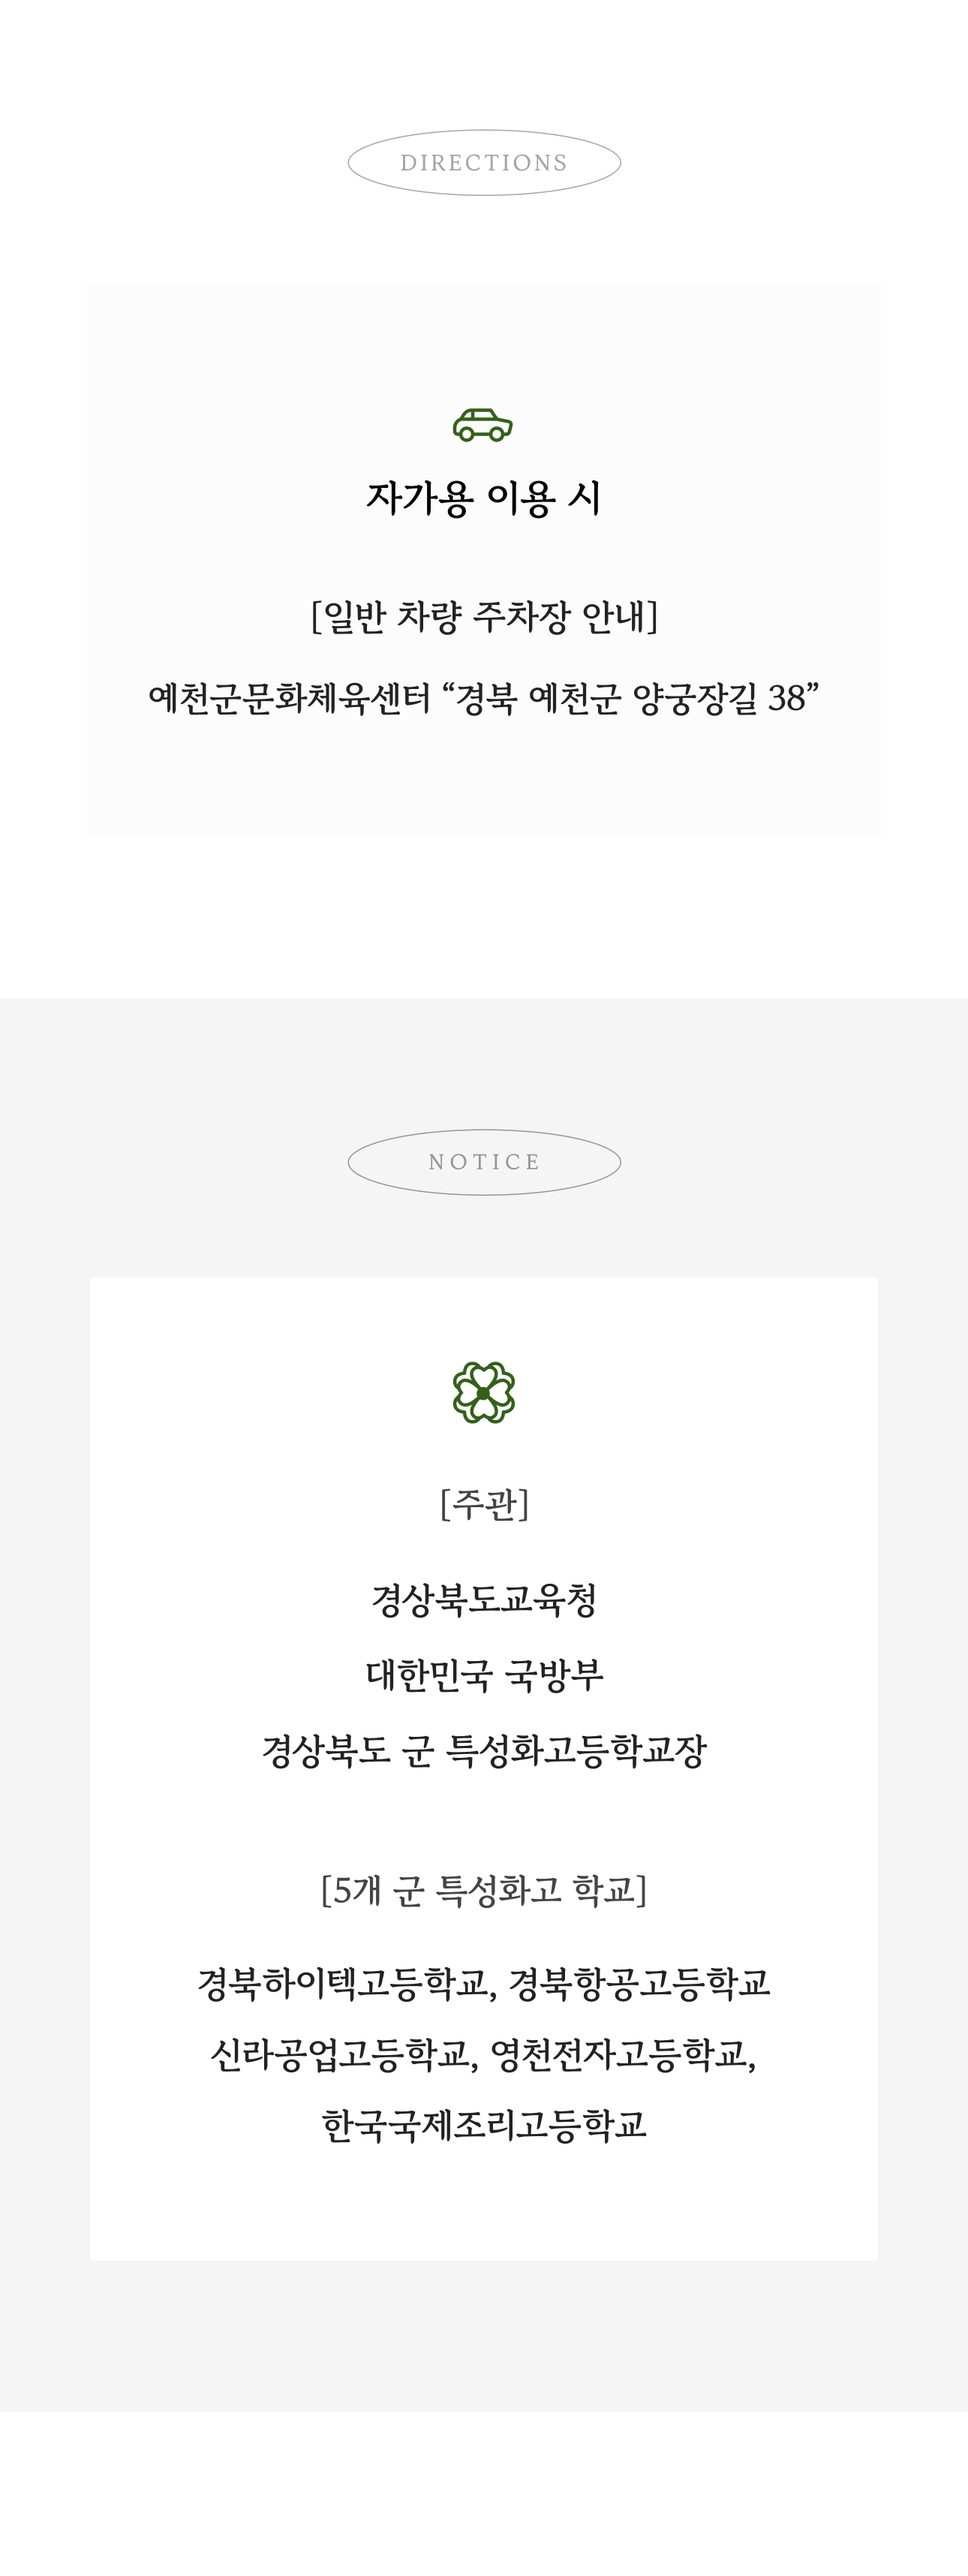 DIRECTIONS
자가용 이용 시
[일반 차량 주차장 안내]
예천군문화체육센터 “경북 예천군 양궁장길 38”
NOTICE
[주관]
경상북도교육청
대한민국 국방부
경상북도 군 특성화고등학교장
[5개 군 특성화고 학교]
경북하이텍고등학교, 경북항공고등학교
신라공업고등학교, 영천전자고등학교,
한국국제조리고등학교